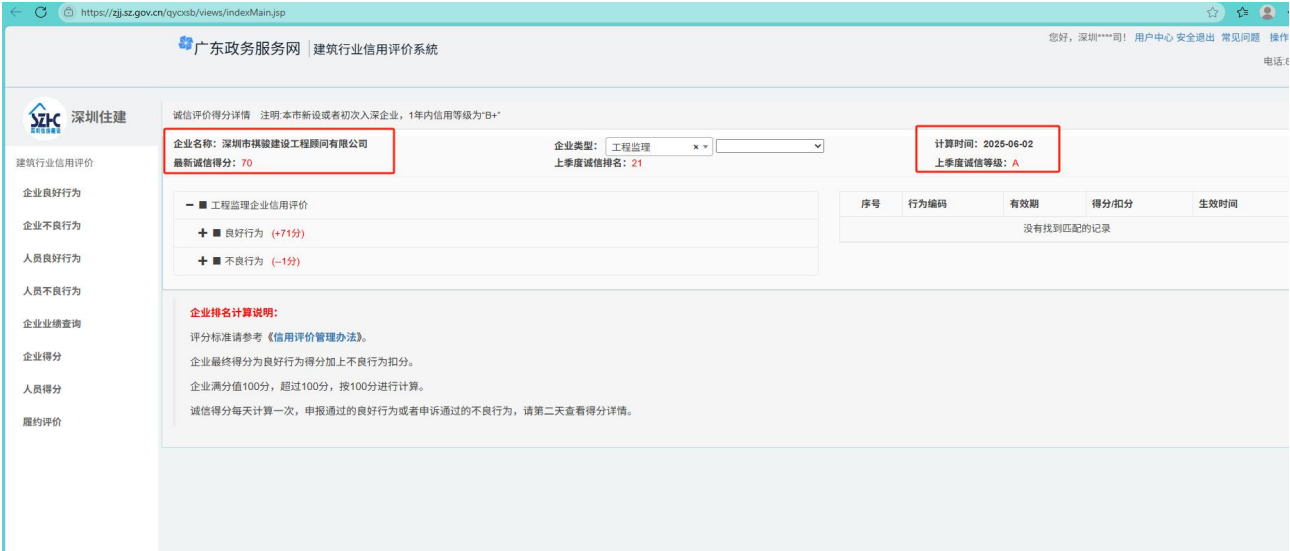 https://zjj.sz.gov.cn/qycxsb/views/indexMain.jsp
广东政务服务网 建筑行业信用评价系统
您好，深圳****司！ 用户中心 安全退出 常见问题 操作
电话:8
深圳住建
建筑行业信用评价
企业良好行为
企业不良行为
人员良好行为
人员不良行为
企业业绩查询
企业得分
人员得分
履约评价
诚信评价得分详情 注明:本市新设或者初次入深企业，1年内信用等级为"B+"
企业名称：深圳市祺骏建设工程顾问有限公司 企业类型： 工程监理 计算时间：2025-06-02
最新诚信得分：70 上季度诚信排名：21 上季度诚信等级：A
工程监理企业信用评价
良好行为 (+71分)
不良行为 (--1分)
序号 行为编码 有效期 得分/扣分 生效时间
没有找到匹配的记录
企业排名计算说明：
评分标准请参考《信用评价管理办法》。
企业最终得分为良好行为得分加上不良行为扣分。
企业满分值100分，超过100分，按100分进行计算。
诚信得分每天计算一次，申报通过的良好行为或者申诉通过的不良行为，请第二天查看得分详情。